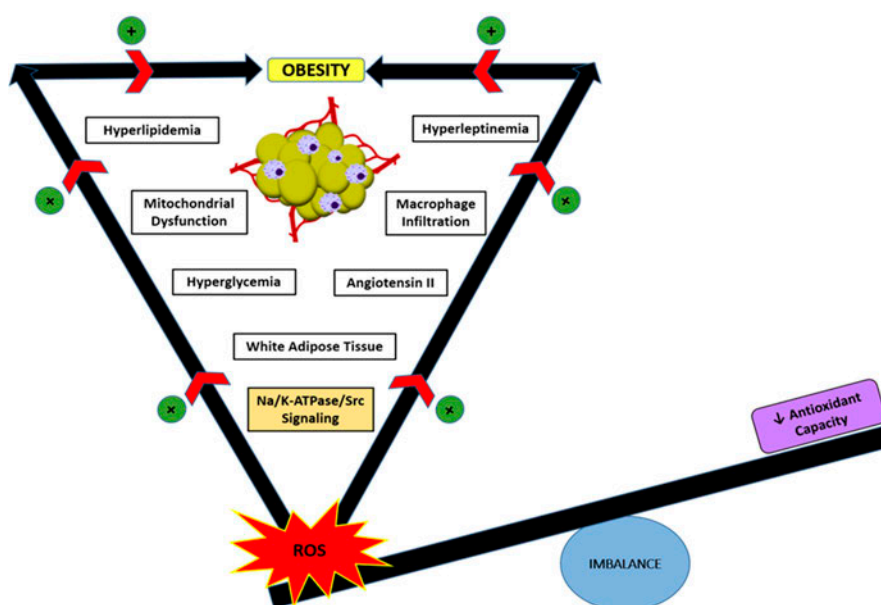 +
+
OBESITY
Hyperlipidemia
Hyperleptinemia
+
+
Mitochondrial
Dysfunction
Macrophage
Infiltration
Hyperglycemia
Angiotensin II
White Adipose Tissue
Na/K-ATPase/Src
Signaling
+
+
↓ Antioxidant
Capacity
ROS
IMBALANCE